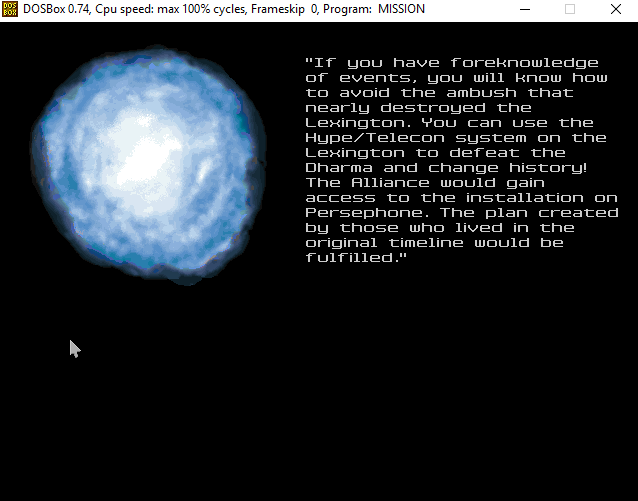 DOS BOX DOSBox 0.74, Cpu speed: max 100% cycles, Frameskip 0, Program: MISSION
"If you have foreknowledge
of events, you will know how
to avoid the ambush that
nearly destroyed the
Lexington. You can use the
Hype/Telecon system on the
Lexington to defeat the
Dharma and change history!
The Alliance would gain
access to the installation on
Persephone. The plan created
by those who lived in the
original timeline would be
fulfilled."